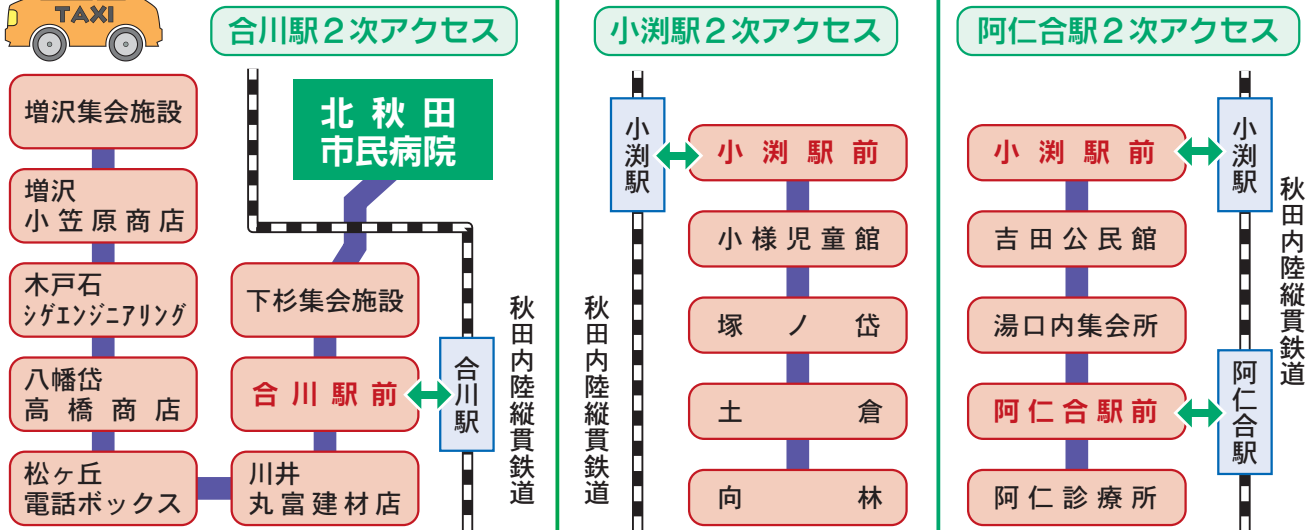 TAXI
合川駅2次アクセス
増沢集会施設
増沢
小笠原商店
木戸石
シゲエンジニアリング
八幡岱
高橋商店
松ヶ丘
電話ボックス
北秋田
市民病院
下杉集会施設
合川駅前
川井
丸富建材店
合川駅
秋田内陸縦貫鉄道
小渕駅2次アクセス
小渕駅
秋田内陸縦貫鉄道
小渕駅前
小様児童館
塚ノ岱
土倉
向林
阿仁合駅2次アクセス
小渕駅前
吉田公民館
湯口内集会所
阿仁合駅前
阿仁診療所
小渕駅
阿仁合駅
秋田内陸縦貫鉄道